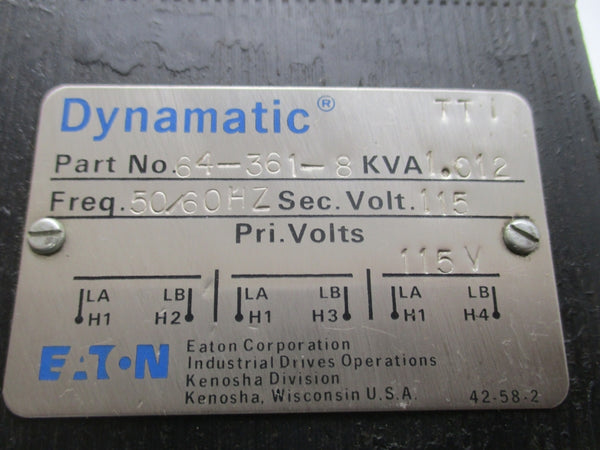 Dynamatic® TT1
Part No. 64-361-8 KVA 1.012
Freq. 50/60HZ Sec. Volt. 115
Pri. Volts
115V
LA LB LA LB LA LB
H1 H2 H1 H3 H1 H4
EATON Eaton Corporation
Industrial Drives Operations
Kenosha Division
Kenosha, Wisconsin U.S.A. 42-58-2